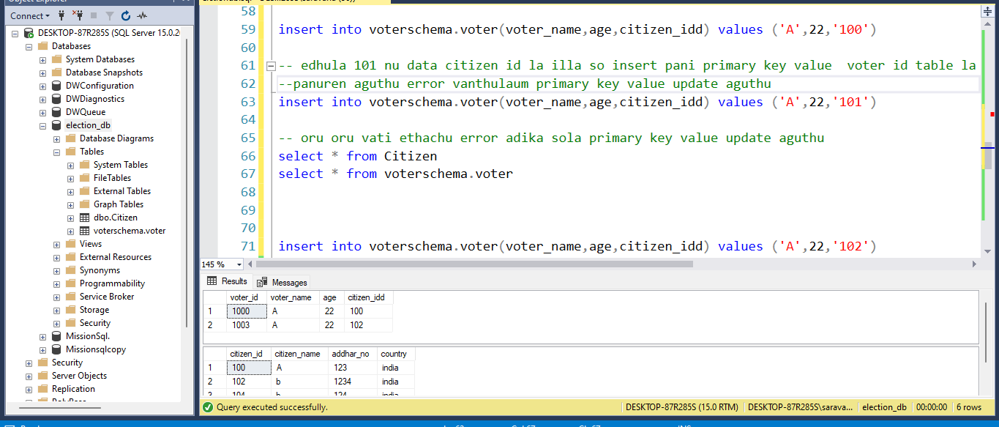 Connect
DESKTOP-87R285S (SQL Server 15.0.20
Databases
System Databases
Database Snapshots
DWConfiguration
DWDiagnostics
DWQueue
election_db
Database Diagrams
Tables
System Tables
FileTables
External Tables
Graph Tables
dbo.Citizen
voterschema.voter
Views
External Resources
Synonyms
Programmability
Service Broker
Storage
Security
MissionSql.
Missionsqlcopy
Security
Server Objects
Replication
58
59 insert into voterschema.voter(voter_name,age,citizen_idd) values ('A',22,'100')
60
61 -- edhula 101 nu data citizen id la illa so insert pani primary key value  voter id table la
62 --panuren aguthu error vanthulaum primary key value update aguthu
63 insert into voterschema.voter(voter_name,age,citizen_idd) values ('A',22,'101')
64
65 -- oru oru vati ethachu error adika sola primary key value update aguthu
66 select * from Citizen
67 select * from voterschema.voter
68
69
70
71 insert into voterschema.voter(voter_name,age,citizen_idd) values ('A',22,'102')
145 %
Results Messages
voter_id voter_name age citizen_idd
1 1000 A 22 100
2 1003 A 22 102
citizen_id citizen_name addhar_no country
1 100 A 123 india
2 102 b 1234 india
Query executed successfully. DESKTOP-87R285S (15.0 RTM) DESKTOP-87R285S\sarava... election_db 00:00:00 6 rows